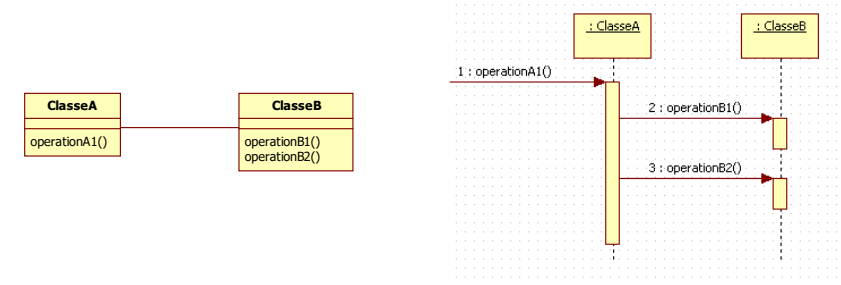 ClasseA
operationA1()
ClasseB
operationB1()
operationB2()
: ClasseA
: ClasseB
1 : operationA1()
2 : operationB1()
3 : operationB2()